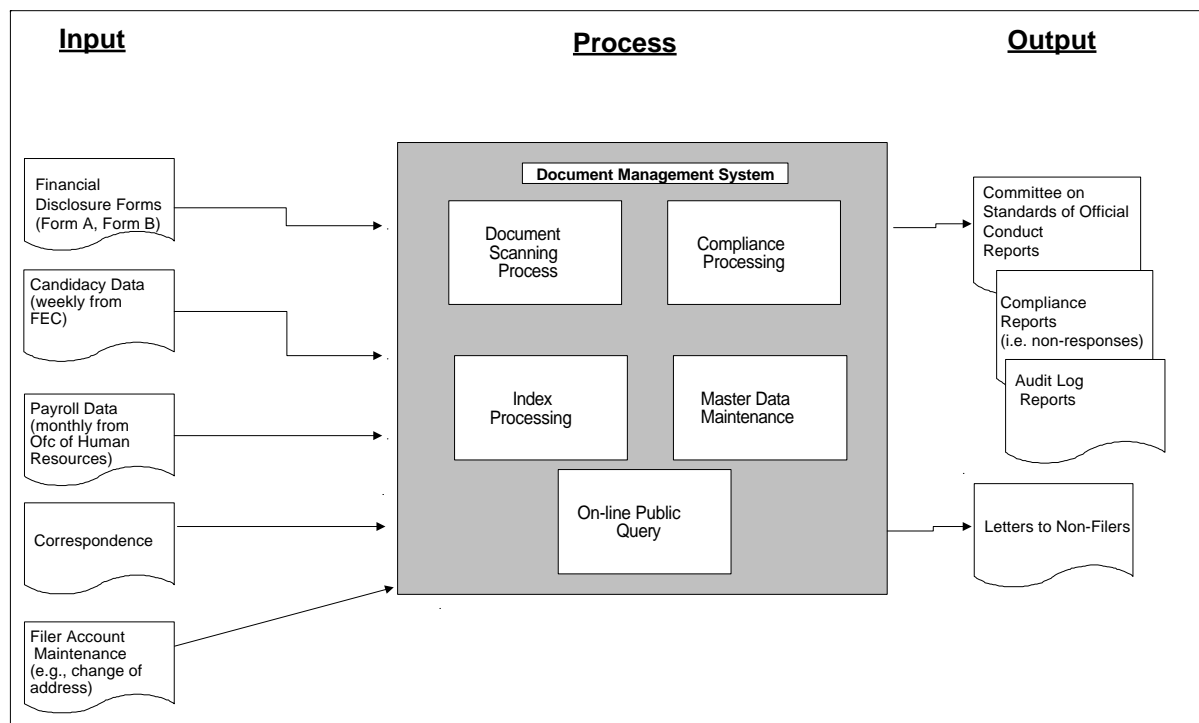 Input
Process
Output
Financial
Disclosure Forms
(Form A, Form B)
Candidacy Data
(weekly from
FEC)
Payroll Data
(monthly from
Ofc of Human
Resources)
Correspondence
Filer Account
Maintenance
(e.g., change of
address)
Document Management System
Document
Scanning
Process
Compliance
Processing
Index
Processing
Master Data
Maintenance
On-line Public
Query
Committee on
Standards of Official
Conduct
Reports
Compliance
Reports
(i.e. non-responses)
Audit Log
Reports
Letters to Non-Filers